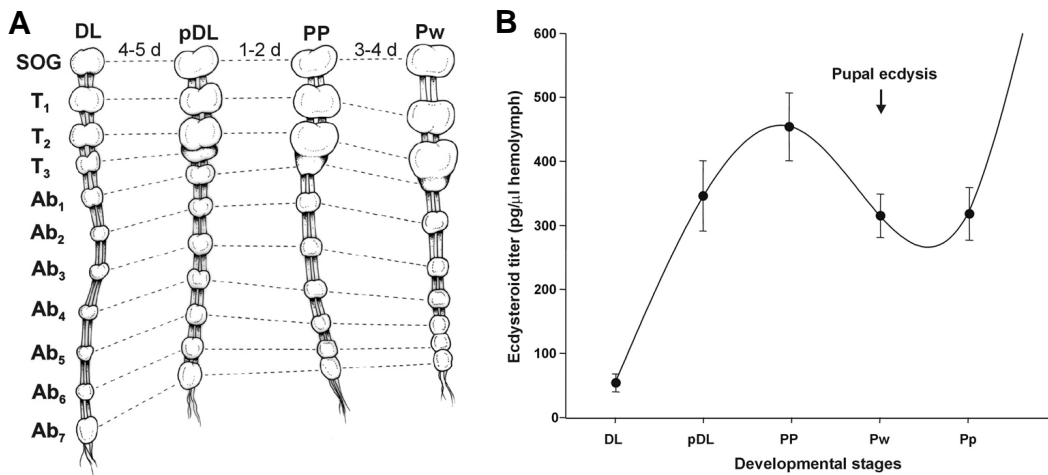 A
DL 4-5 d pDL 1-2 d PP 3-4 d Pw
SOG
T₁
T₂
T₃
Ab₁
Ab₂
Ab₃
Ab₄
Ab₅
Ab₆
Ab₇
B
Ecdysteroid titer (pg/μl hemolymph)
600
500
400
300
200
100
0
Pupal ecdysis
DL pDL PP Pw Pp
Developmental stages